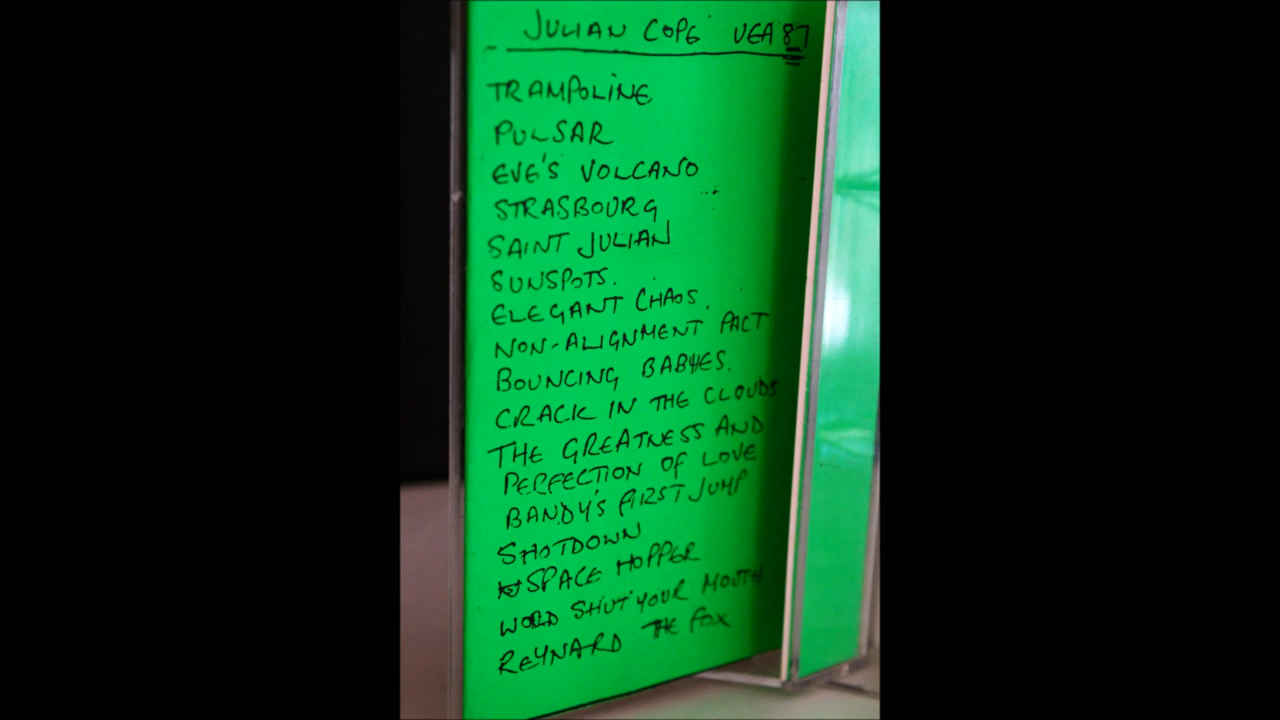 JULIAN COPE UEA 87
TRAMPOLINE
PULSAR
EVE'S VOLCANO
STRASBOURG
SAINT JULIAN
SUNSPOTS.
ELEGANT CHAOS.
NON-ALIGNMENT PACT
BOUNCING BABIES.
CRACK IN THE CLOUDS
THE GREATNESS AND
PERFECTION OF LOVE
BANDY'S FIRST JUMP
SHOTDOWN
SPACE HOPPER
WORLD SHUT YOUR MOUTH
REYNARD THE FOX